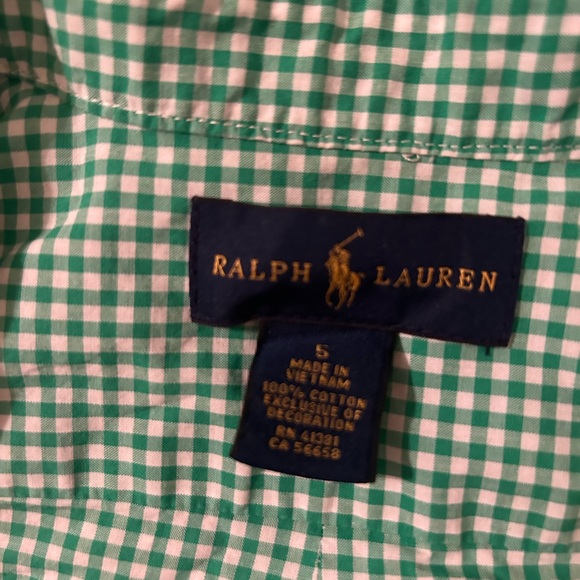 RALPH LAUREN
5
MADE IN
VIETNAM
100% COTTON
EXCLUSIVE OF
DECORATION
RN 41381
CA 56658